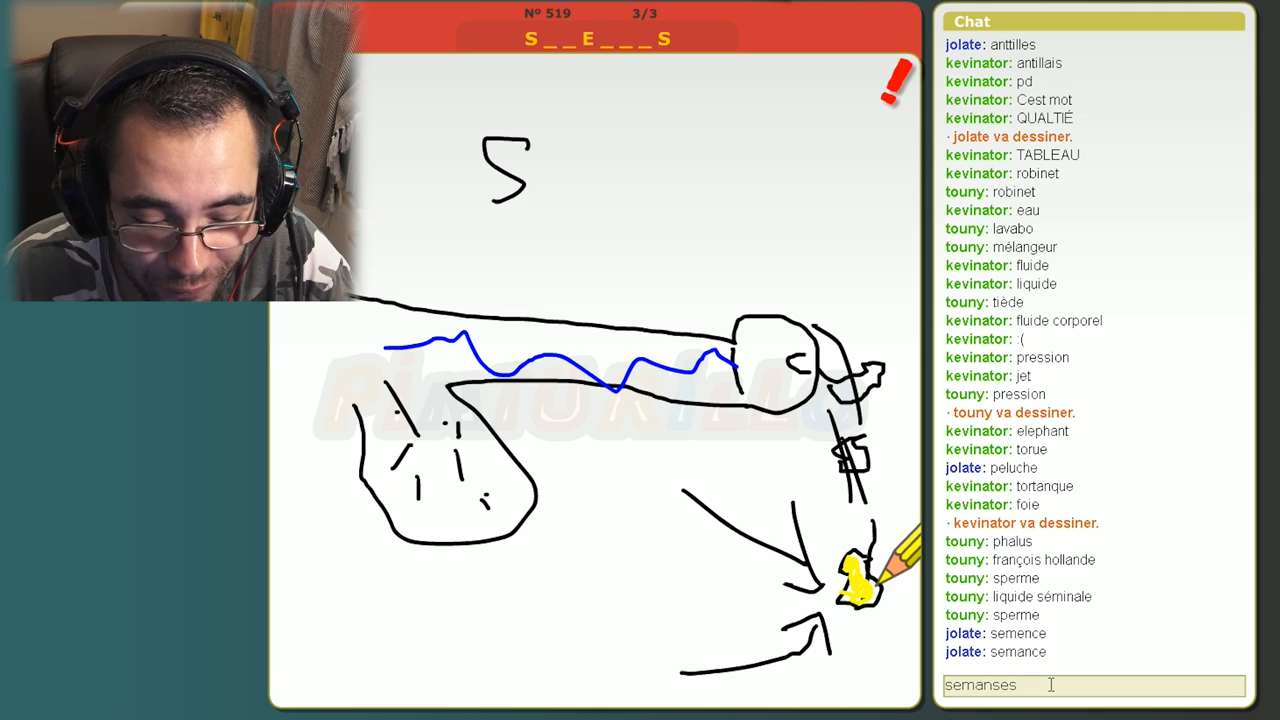 Nº 519 3/3
S _ _ E _ _ _ S
S
Chat
jolate: anttilles
kevinator: antillais
kevinator: pd
kevinator: Cest mot
kevinator: QUALTIÉ
· jolate va dessiner.
kevinator: TABLEAU
kevinator: robinet
touny: robinet
kevinator: eau
touny: lavabo
touny: mélangeur
kevinator: fluide
kevinator: liquide
touny: tiède
kevinator: fluide corporel
kevinator: :(
kevinator: pression
kevinator: jet
touny: pression
· touny va dessiner.
kevinator: elephant
kevinator: torue
jolate: peluche
kevinator: tortanque
kevinator: foie
· kevinator va dessiner.
touny: phalus
touny: françois hollande
touny: sperme
touny: liquide séminale
touny: sperme
jolate: semence
jolate: semance
semanses